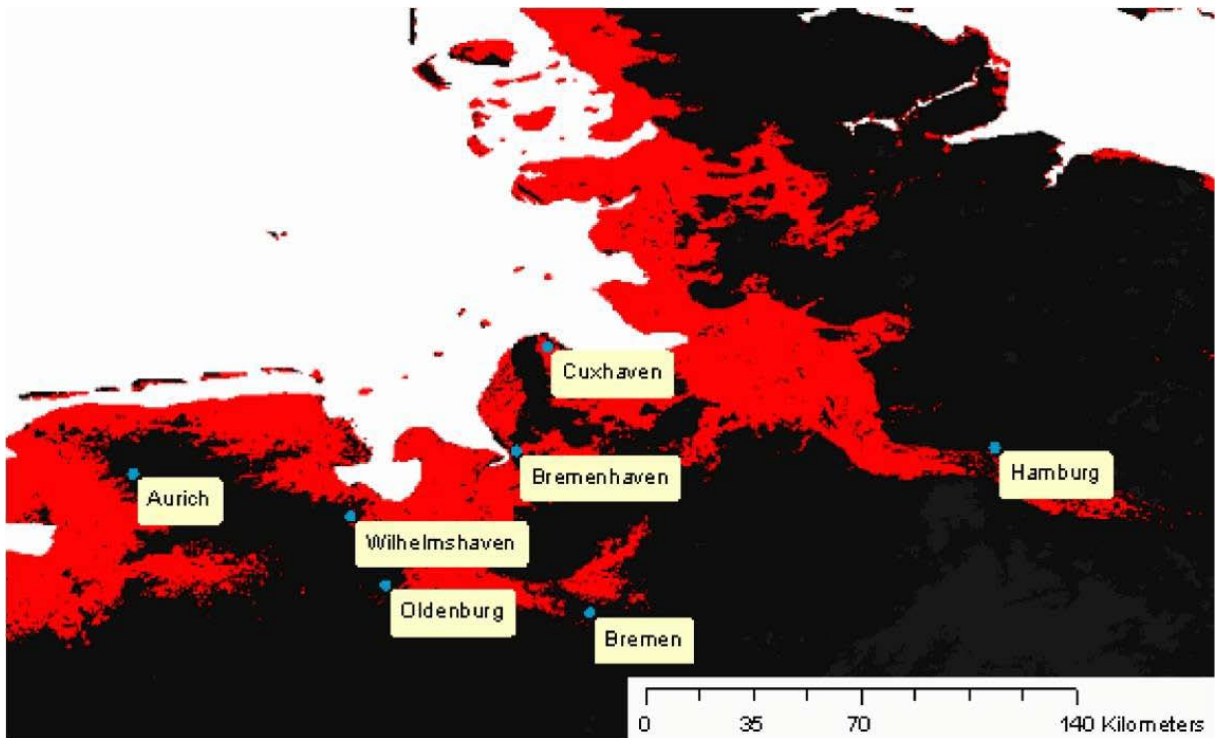 Cuxhaven
Bremenhaven
Hamburg
Aurich
Wilhelmshaven
Oldenburg
Bremen
0 35 70 140 Kilometers